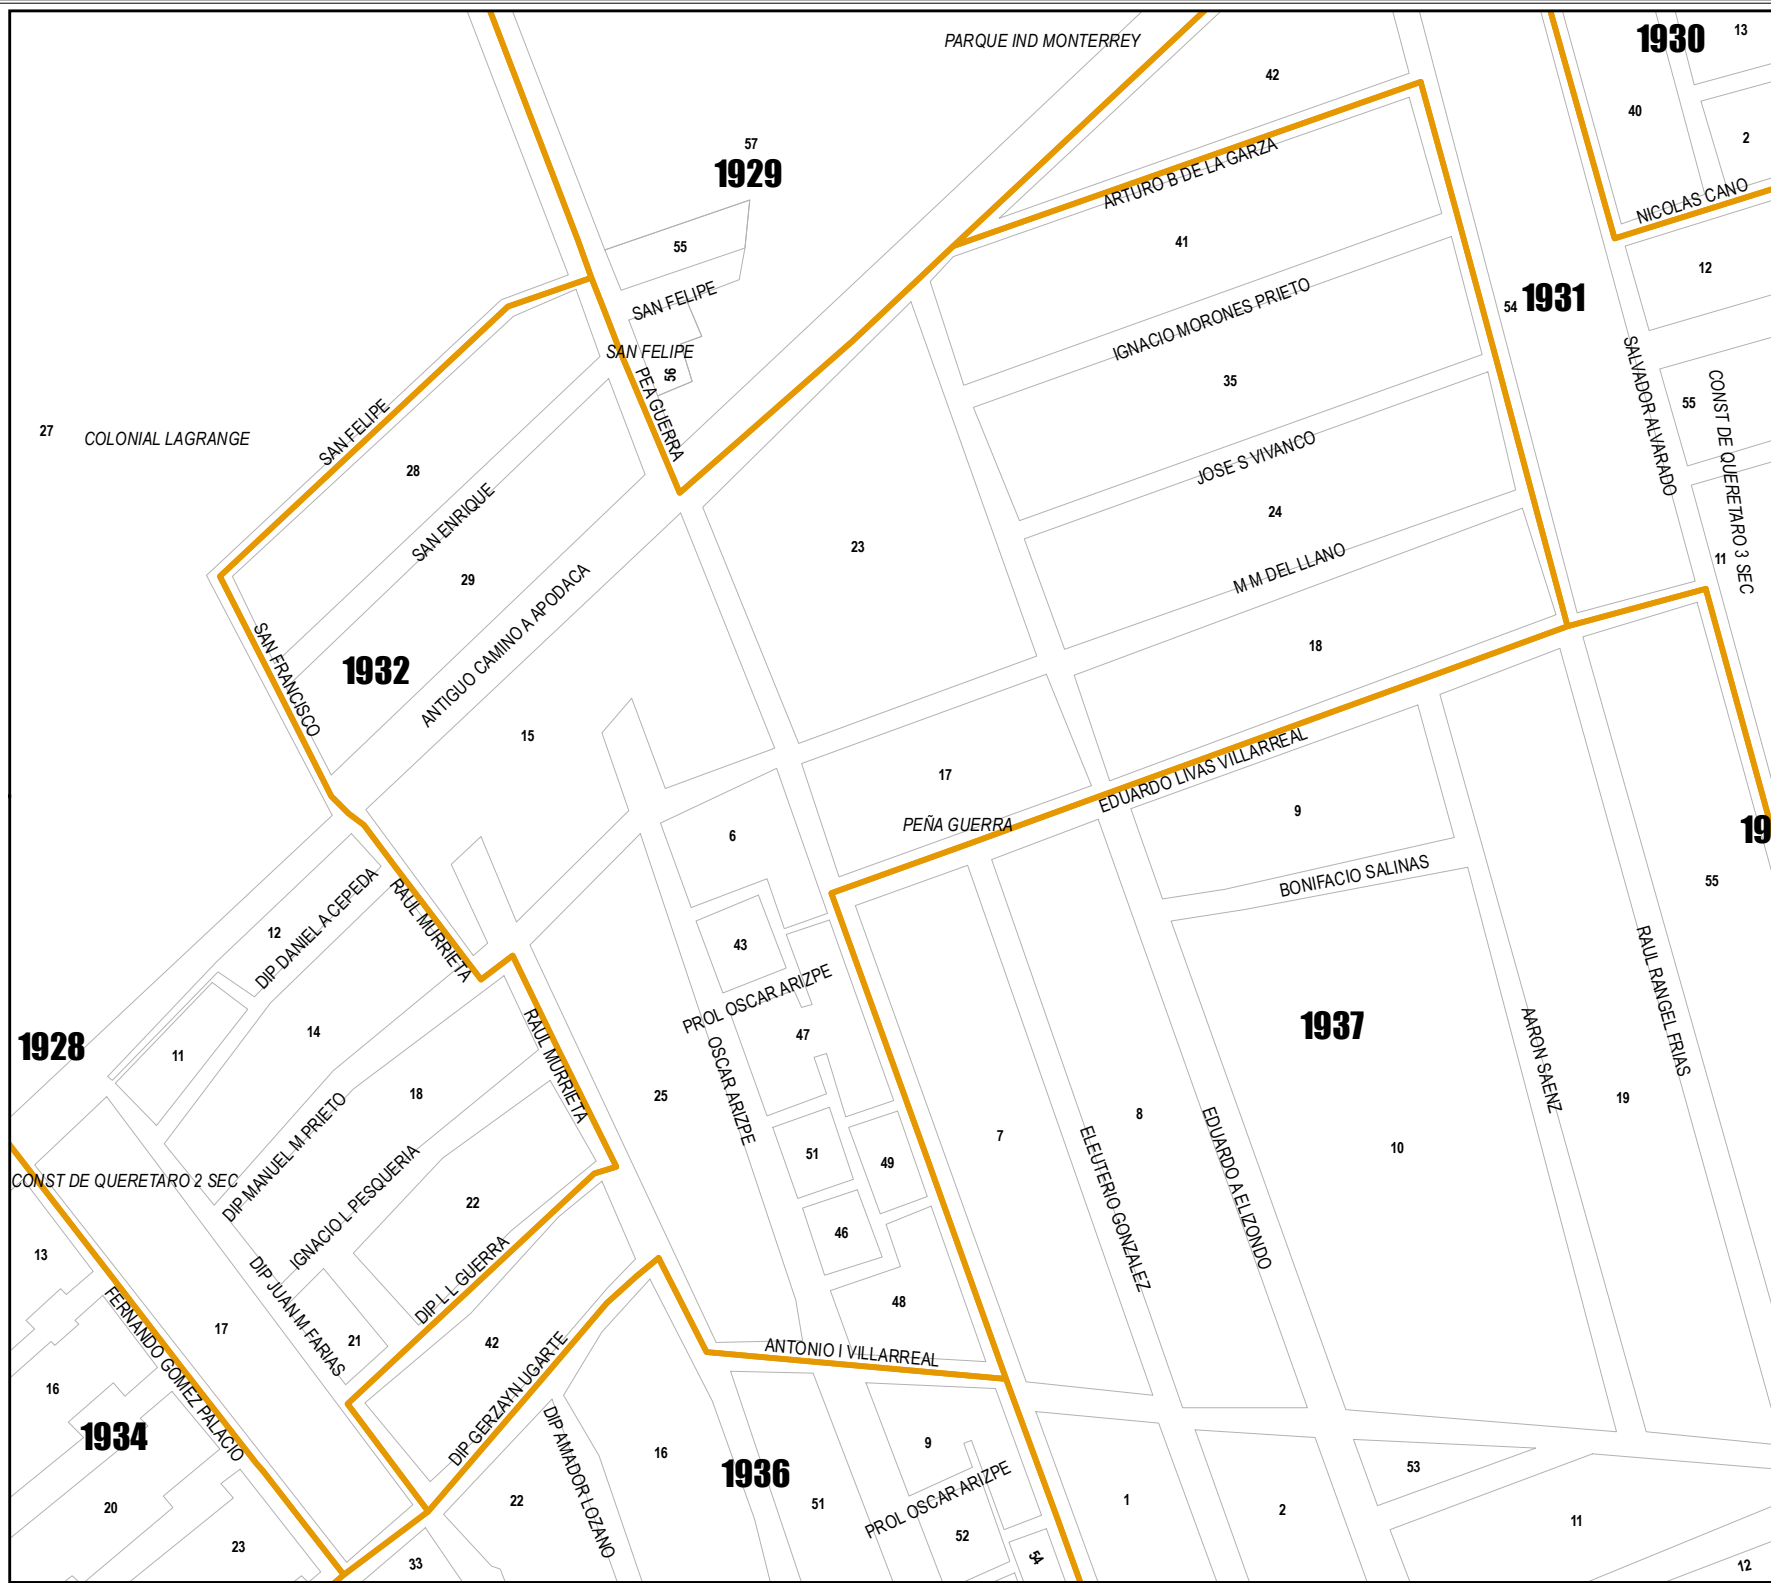 PARQUE IND MONTERREY
1930
13
42
40
2
57
1929
ARTURO B DE LA GARZA
NICOLAS CANO
55
41
12
SAN FELIPE
IGNACIO MORONES PRIETO
54
1931
SAN FELIPE
56
PEA GUERRA
35
SALVADOR ALVARADO
55
CONST DE QUERETARO 3 SEC
27
COLONIAL LAGRANGE
SAN FELIPE
28
JOSE S VIVANCO
SAN ENRIQUE
24
23
11
29
M M DEL LLANO
ANTIGUO CAMINO A APODACA
SAN FRANCISCO
1932
18
15
17
EDUARDO LIVAS VILLARREAL
9
PEÑA GUERRA
6
19
BONIFACIO SALINAS
55
DIP DANIEL A CEPEDA
RAUL MURRIETA
12
43
PROL OSCAR ARIZPE
RAUL RANGEL FRIAS
1928
11
14
RAUL MURRIETA
47
OSCAR ARIZPE
1937
AARON SAENZ
18
25
7
8
19
DIP MANUEL M PRIETO
IGNACIO L PESQUERIA
51
49
ELEUTERIO GONZALEZ
EDUARDO A ELIZONDO
10
CONST DE QUERETARO 2 SEC
22
46
13
DIP L L GUERRA
DIP JUAN M FARIAS
48
FERNANDO GOMEZ PALACIO
17
21
42
ANTONIO I VILLARREAL
16
DIP GERZAYN UGARTE
1934
DIP AMADOR LOZANO
16
1936
9
53
PROL OSCAR ARIZPE
20
22
51
1
2
11
23
33
52
54
12